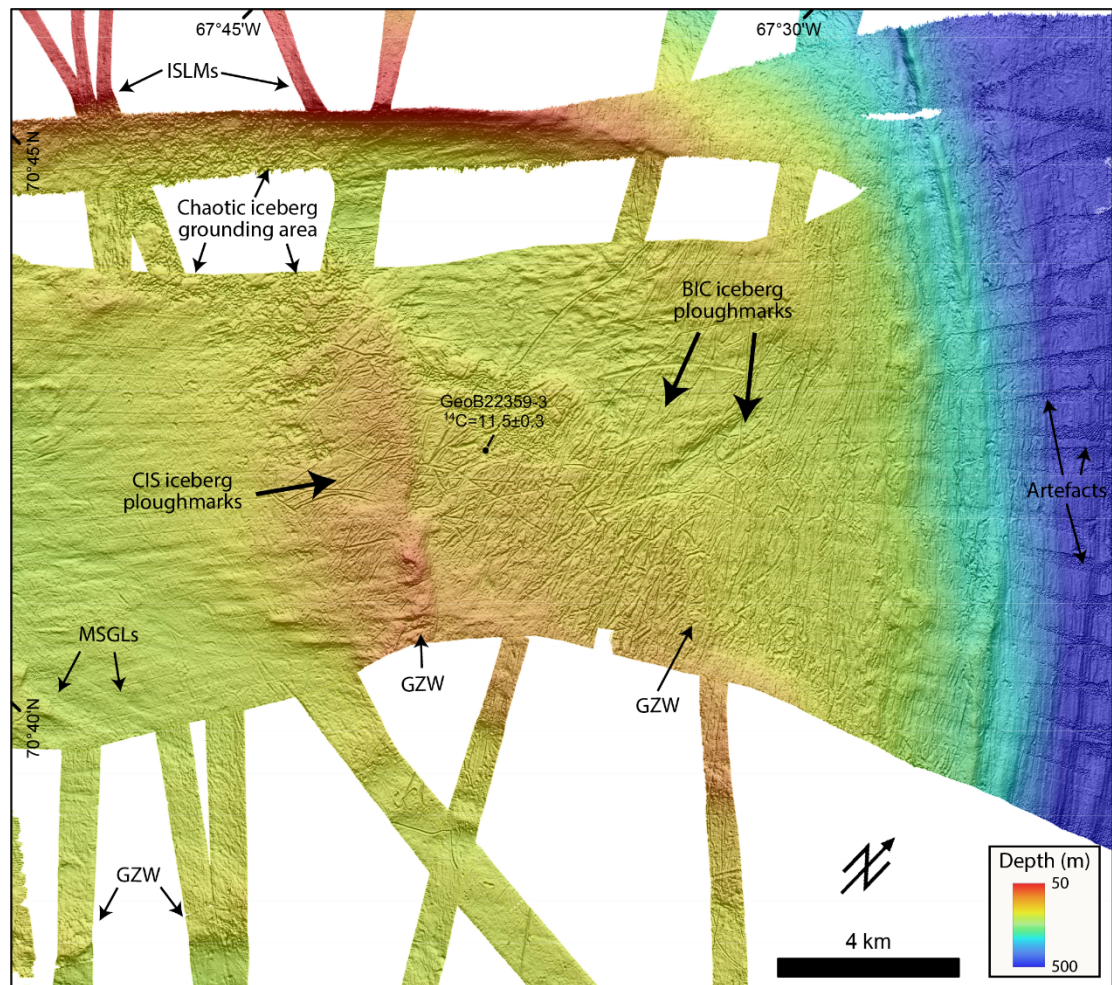 67°45'W
67°30'W
ISLMs
70°45'N
Chaotic iceberg
grounding area
BIC iceberg
ploughmarks
GeoB22359-3
¹⁴C=11.5±0.3
CIS iceberg
ploughmarks
Artefacts
MSGLs
GZW
GZW
70°40'N
GZW
N
Depth (m)
50
500
4 km